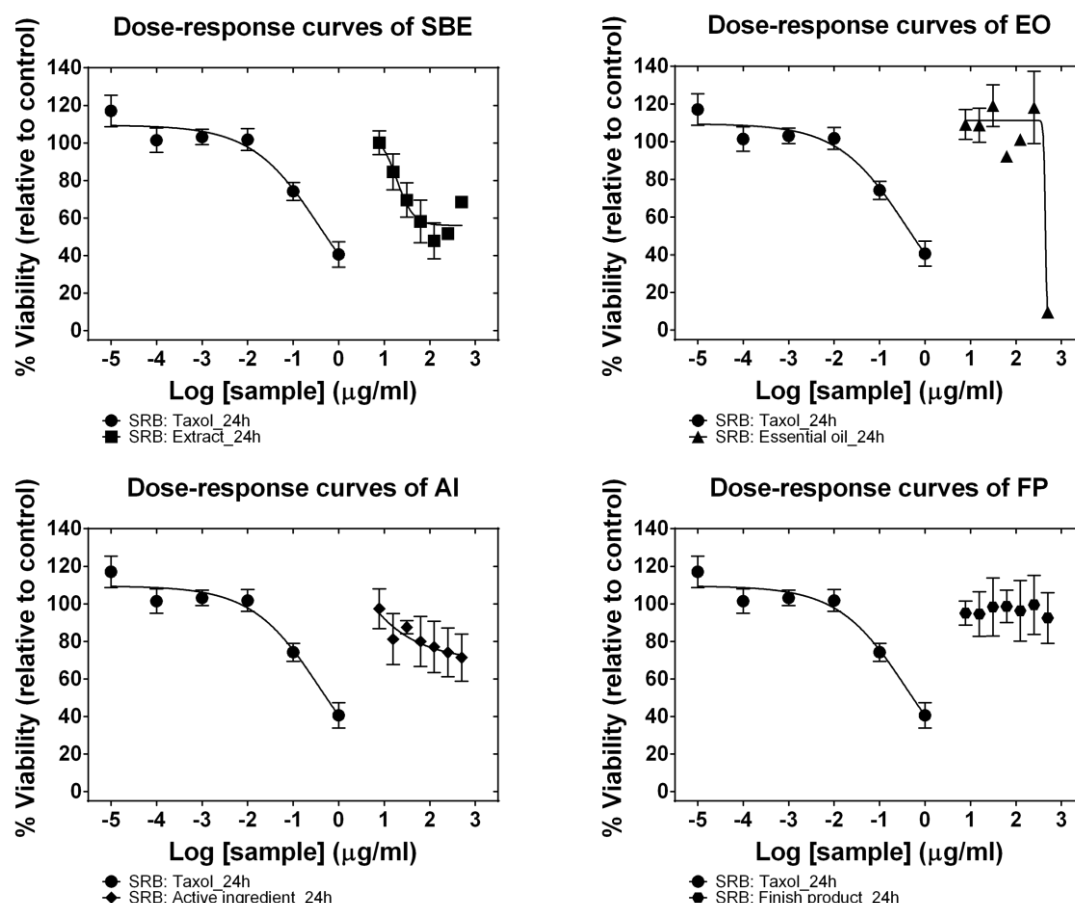 Dose-response curves of SBE
% Viability (relative to control)
140
120
100
80
60
40
20
0
-5 -4 -3 -2 -1 0 1 2 3
Log [sample] (μg/ml)
SRB: Taxol_24h
SRB: Extract_24h
Dose-response curves of EO
% Viability (relative to control)
140
120
100
80
60
40
20
0
-5 -4 -3 -2 -1 0 1 2 3
Log [sample] (μg/ml)
SRB: Taxol_24h
SRB: Essential oil_24h
Dose-response curves of AI
% Viability (relative to control)
140
120
100
80
60
40
20
0
-5 -4 -3 -2 -1 0 1 2 3
Log [sample] (μg/ml)
SRB: Taxol_24h
SRB: Active ingredient_24h
Dose-response curves of FP
% Viability (relative to control)
140
120
100
80
60
40
20
0
-5 -4 -3 -2 -1 0 1 2 3
Log [sample] (μg/ml)
SRB: Taxol_24h
SRB: Finish product_24h